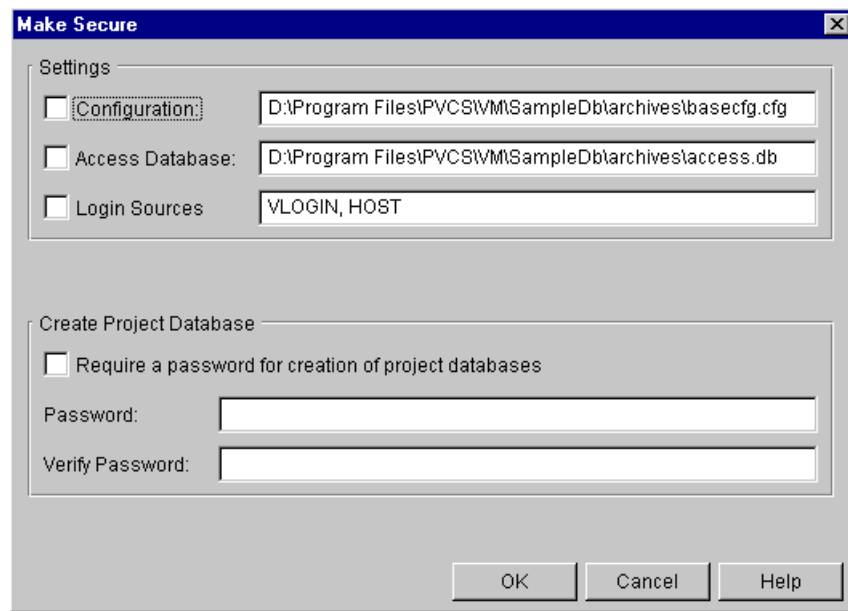 Make Secure
Settings
Configuration: D:\Program Files\PVCS\VM\SampleDb\archives\basecfg.cfg
Access Database: D:\Program Files\PVCS\VM\SampleDb\archives\access.db
Login Sources VLOGIN, HOST
Create Project Database
Require a password for creation of project databases
Password:
Verify Password:
OK Cancel Help